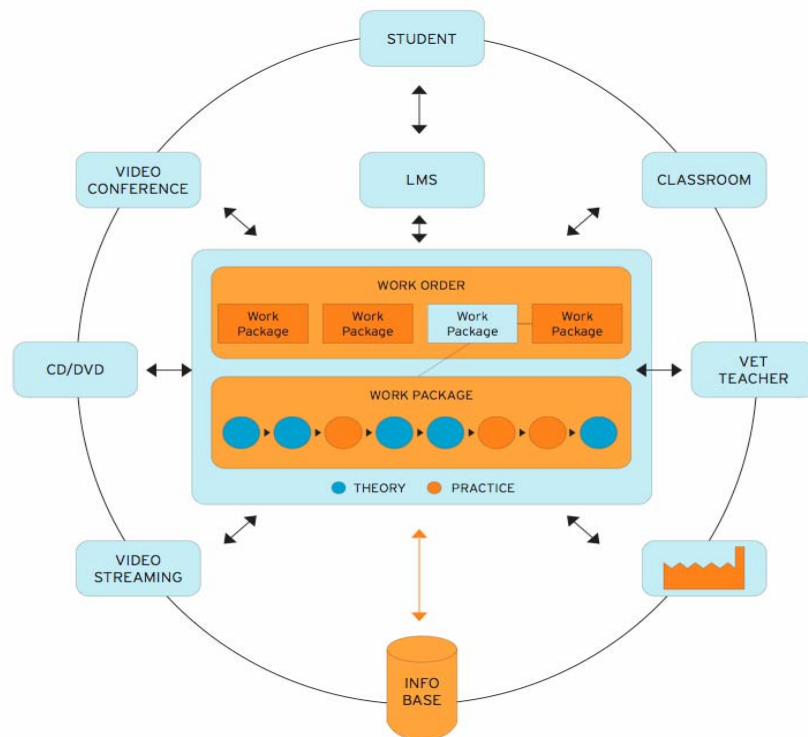 STUDENT
VIDEO
CONFERENCE
LMS
CLASSROOM
WORK ORDER
Work
Package
Work
Package
Work
Package
Work
Package
CD/DVD
VET
TEACHER
WORK PACKAGE
THEORY
PRACTICE
VIDEO
STREAMING
INFO
BASE